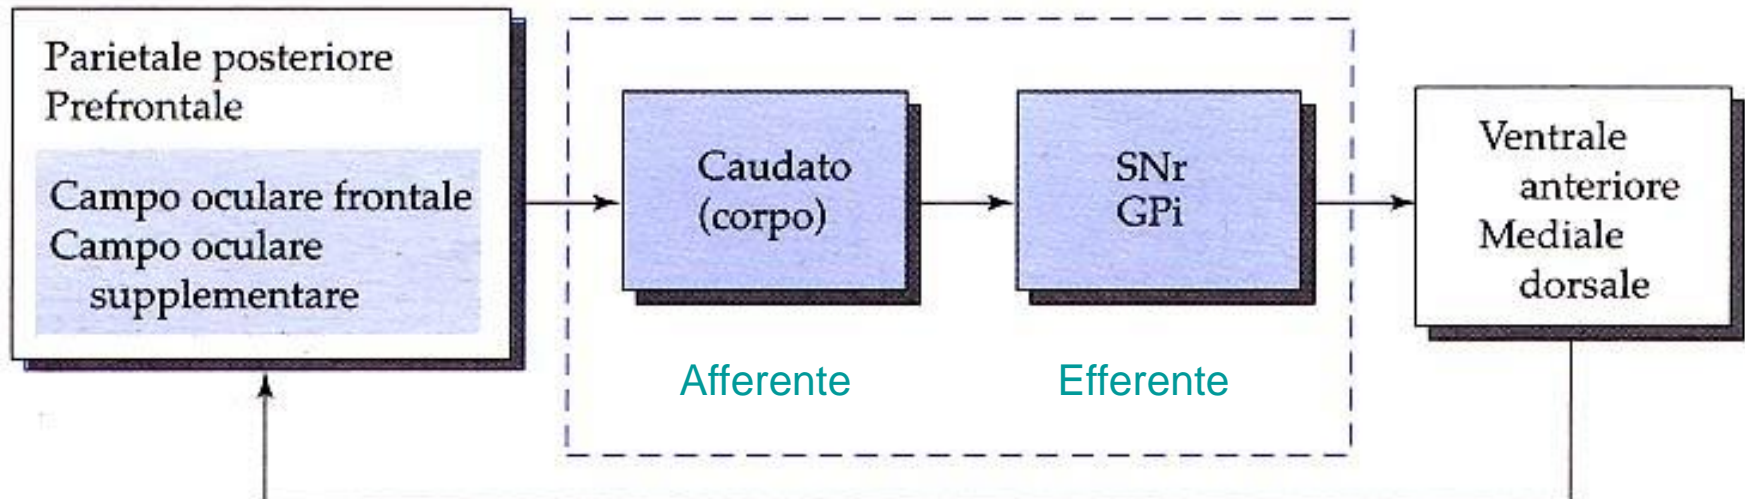 Parietale posteriore
Prefrontale
Campo oculare frontale
Campo oculare
supplementare
Caudato
(corpo)
Afferente
SNr
GPi
Efferente
Ventrale
anteriore
Mediale
dorsale